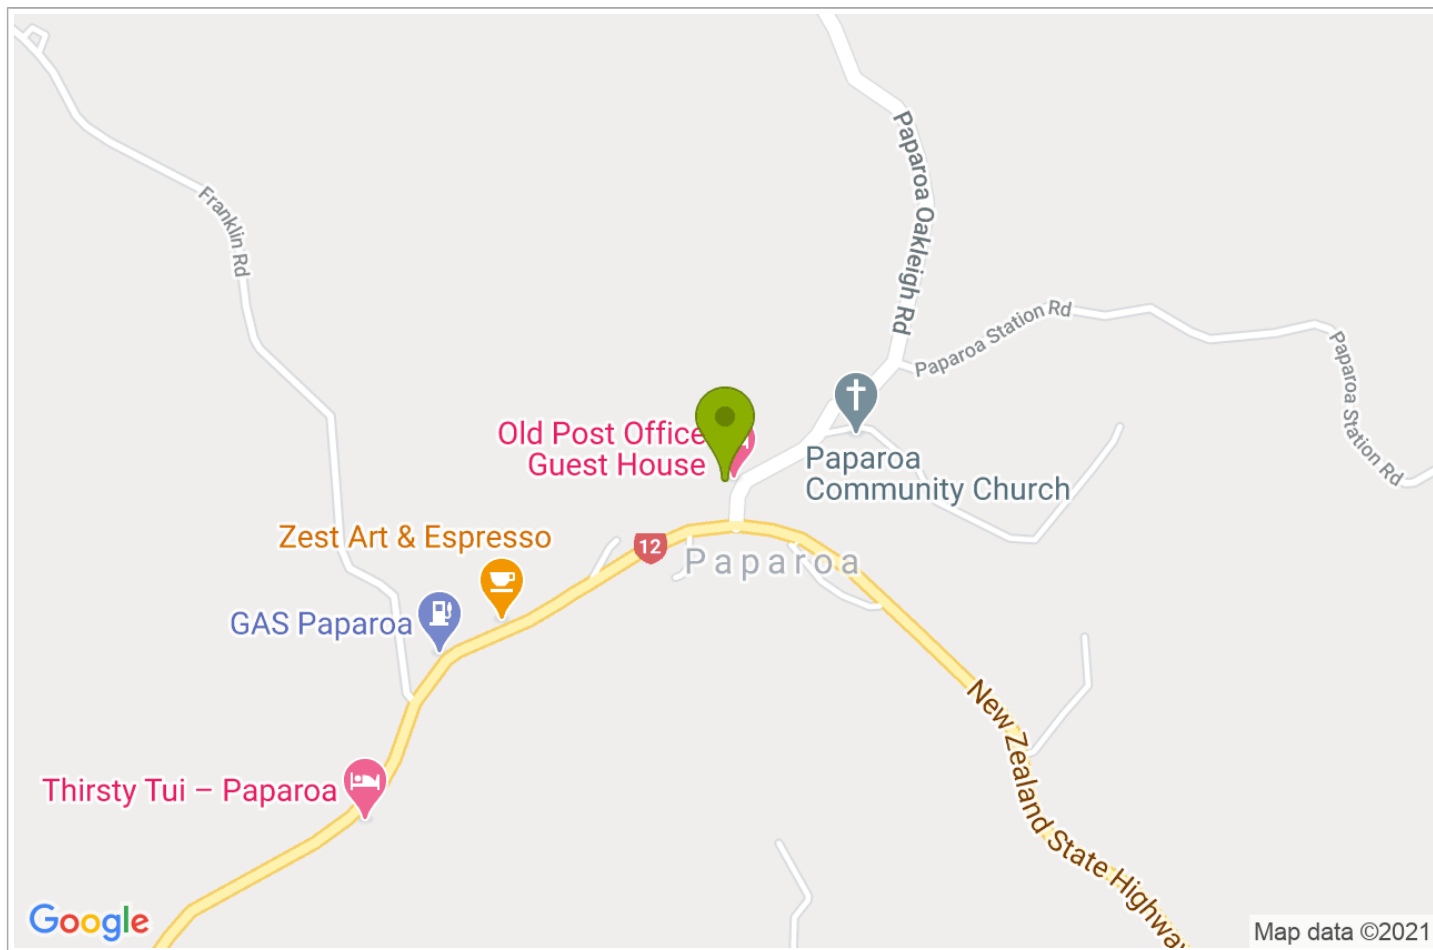 Paparoa Oakleigh Rd
Franklin Rd
Paparoa Station Rd
Paparoa Station Rd
Old Post Office
Guest House
Paparoa
Community Church
Zest Art & Espresso
12
Paparoa
GAS Paparoa
New Zealand State Highway
Thirsty Tui – Paparoa
Google
Map data ©2021